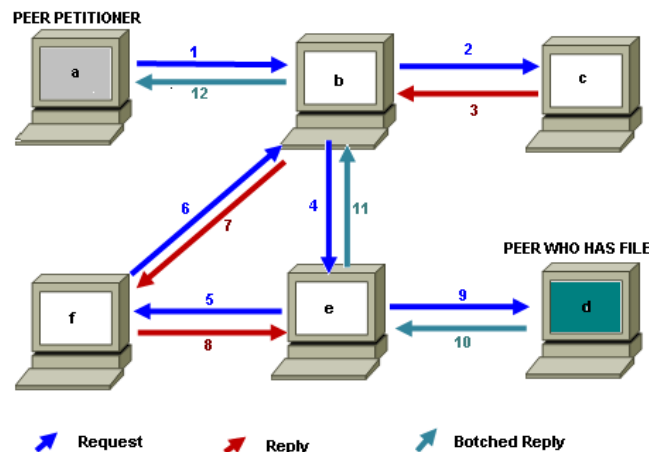 PEER PETITIONER
1
2
a
b
c
12
3
6
7
4
11
PEER WHO HAS FILE
5
9
f
e
d
8
10
Request
Reply
Botched Reply